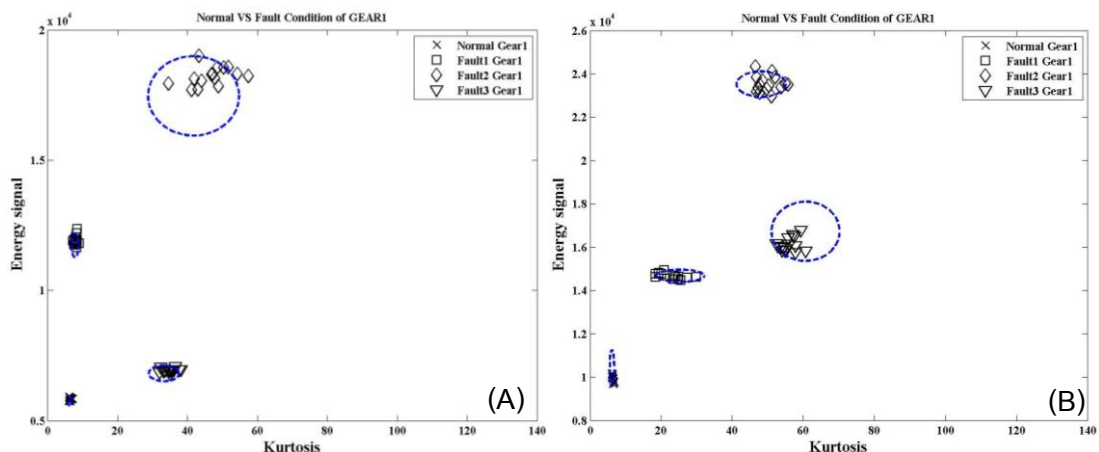 Normal VS Fault Condition of GEAR1
2 x 10^4
Normal Gear1
Fault1 Gear1
Fault2 Gear1
Fault3 Gear1
1.5
1
0.5
Energy signal
0 20 40 60 80 100 120 140
Kurtosis
(A)
Normal VS Fault Condition of GEAR1
2.6 x 10^4
Normal Gear1
Fault1 Gear1
Fault2 Gear1
Fault3 Gear1
2.4
2.2
2
1.8
1.6
1.4
1.2
1
0.8
Energy signal
0 20 40 60 80 100 120 140
Kurtosis
(B)